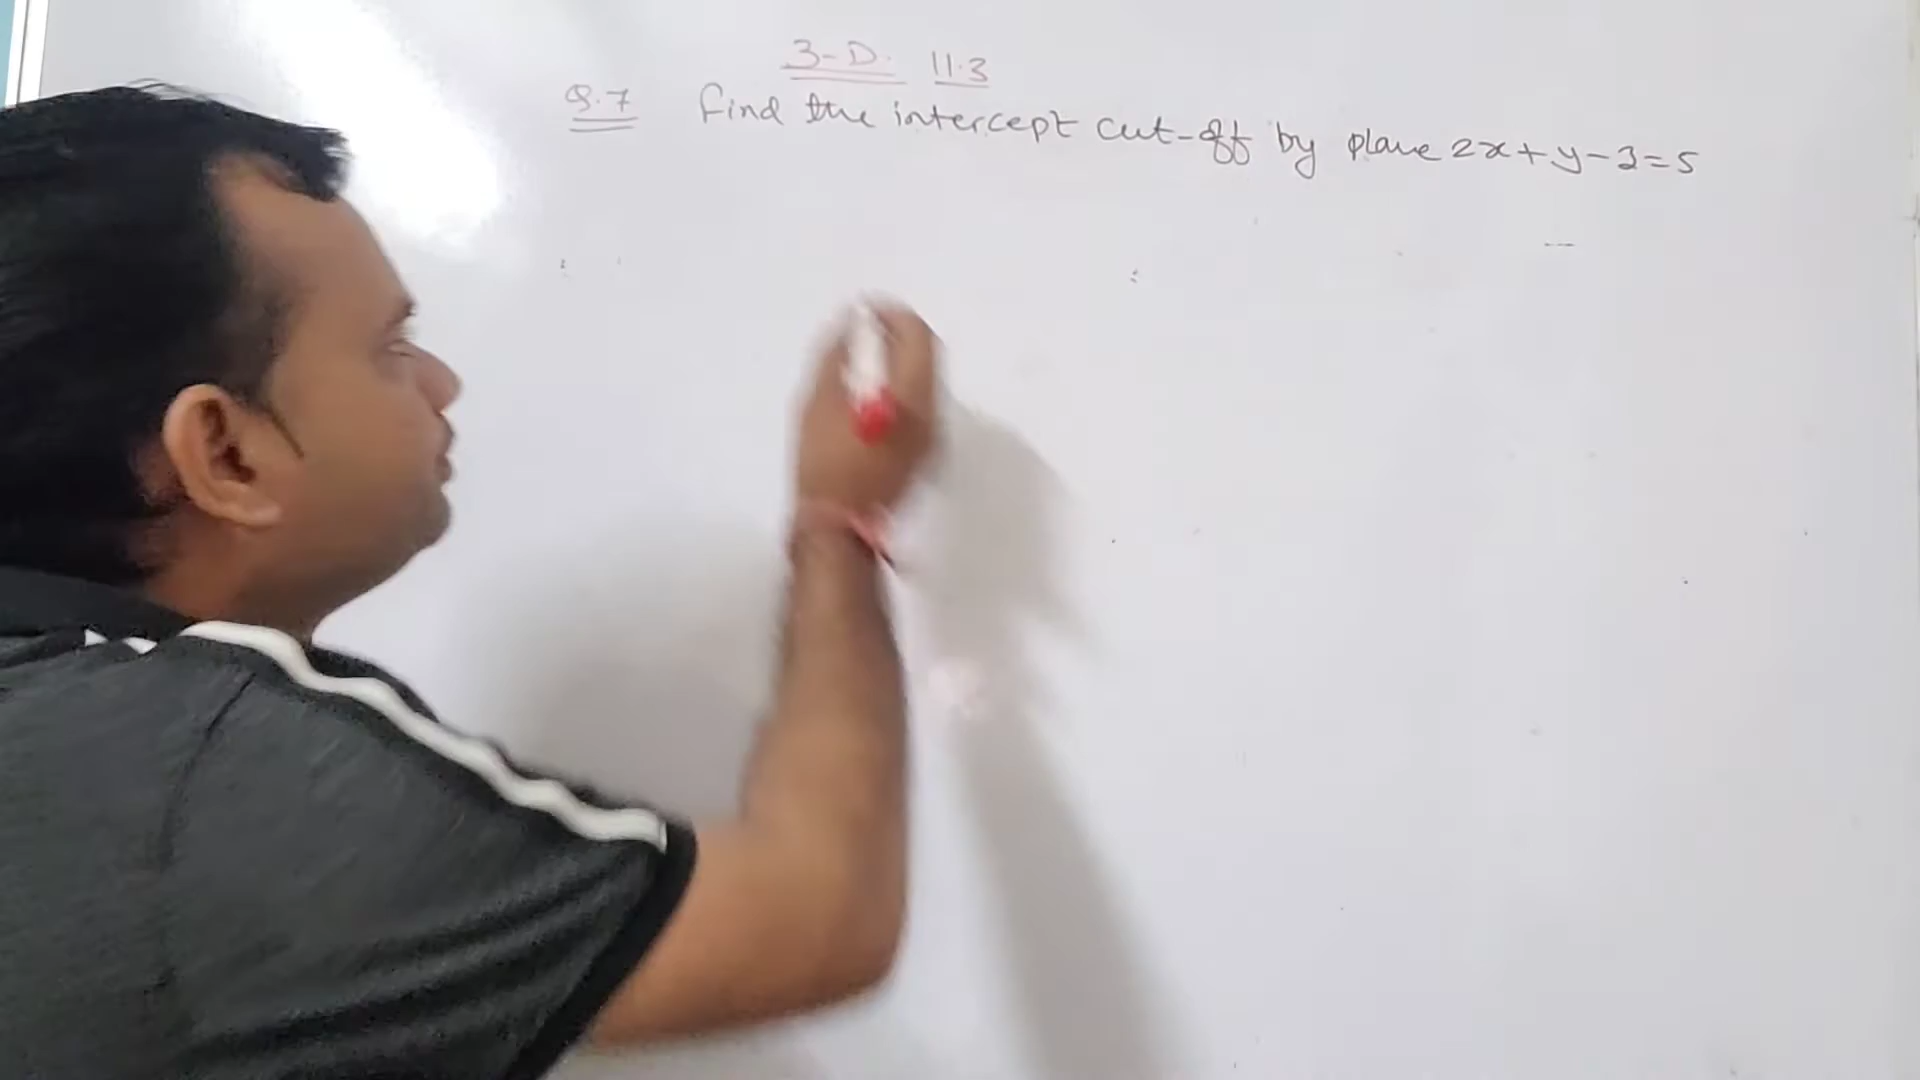 3-D. 11.3
Q.7 find the intercept cut-off by plane 2x+y-z=5